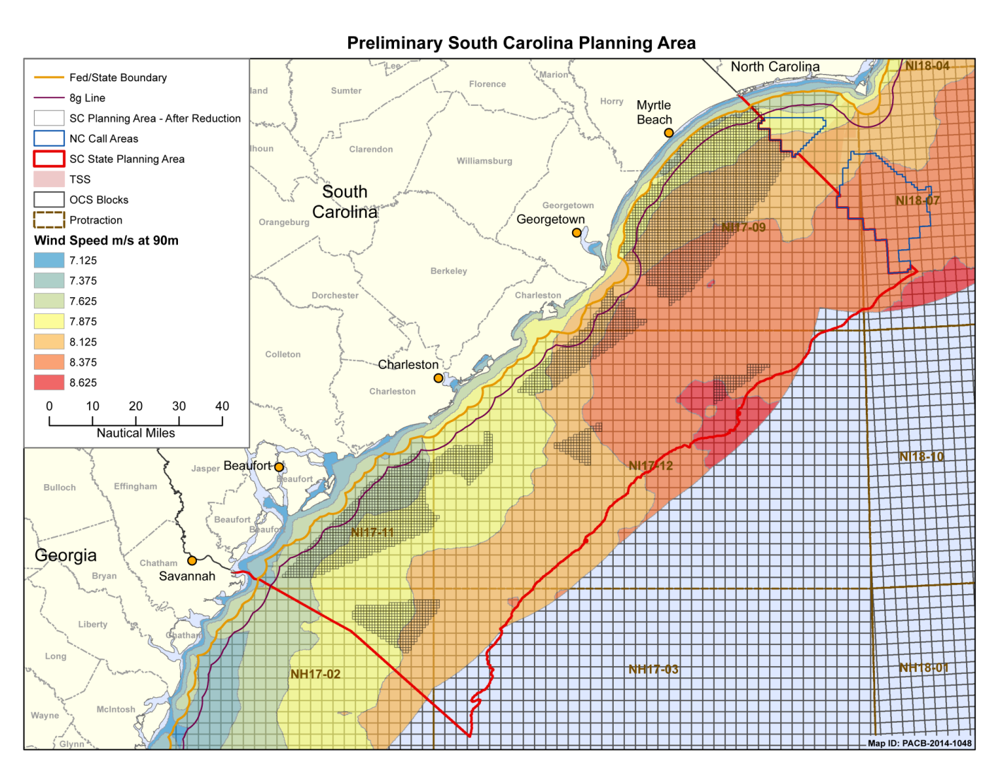 Preliminary South Carolina Planning Area
Fed/State Boundary
8g Line
SC Planning Area - After Reduction
NC Call Areas
SC State Planning Area
TSS
OCS Blocks
Protraction
Wind Speed m/s at 90m
7.125
7.375
7.625
7.875
8.125
8.375
8.625
0 10 20 30 40
Nautical Miles
Lee
Marion
North Carolina
NI18-04
land
Sumter
Florence
Horry
Myrtle
Beach
lhoun
Clarendon
Williamsburg
South
Carolina
Georgetown
Georgetown
Orangeburg
NI18-07
NI17-09
Berkeley
Dorchester
Charleston
Colleton
Charleston
Charleston
Jasper
Beaufort
Beaufort
NI18-10
NI17-12
Bulloch
Effingham
Beaufort
Beaufort
NI17-11
Georgia
Chatham
Savannah
Bryan
Liberty
Chatham
Long
NH17-02
NH17-03
NH18-01
McIntosh
Wayne
Glynn
Map ID: PACB-2014-1048